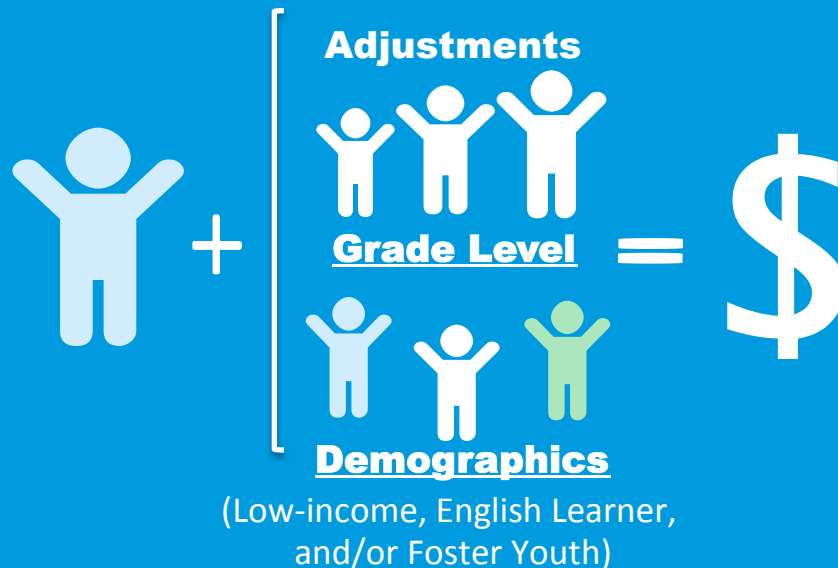 Adjustments
+
Grade Level
=
$
Demographics
(Low-income, English Learner,
and/or Foster Youth)